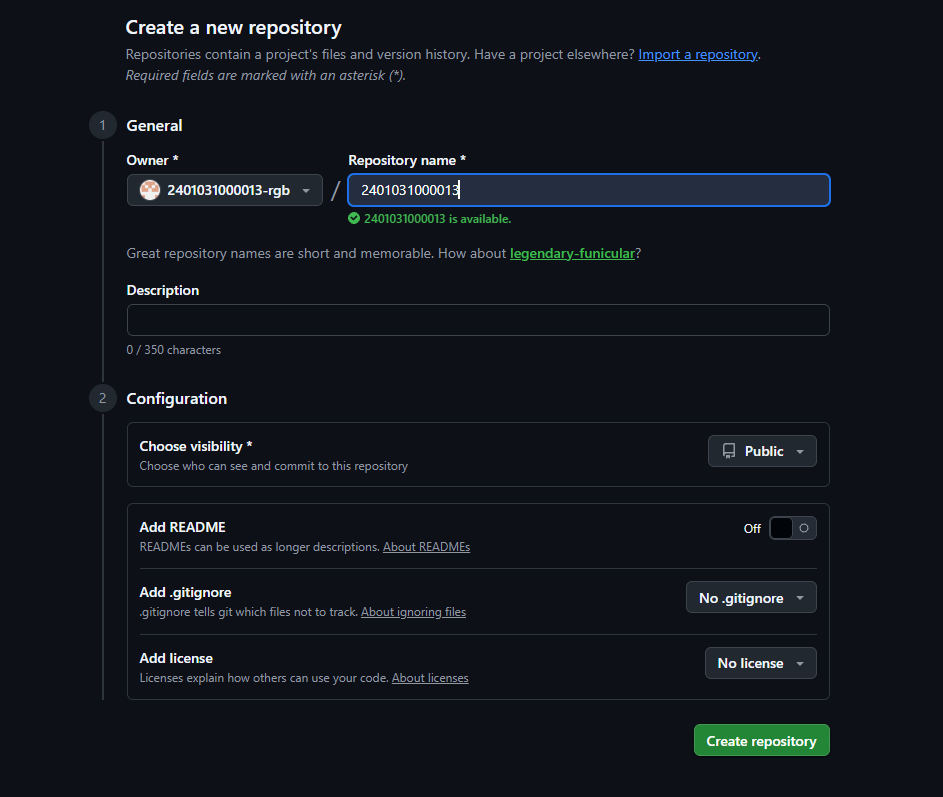 Create a new repository
Repositories contain a project's files and version history. Have a project elsewhere? Import a repository.
Required fields are marked with an asterisk (*).
1 General
Owner * Repository name *
2401031000013-rgb / 2401031000013
2401031000013 is available.
Great repository names are short and memorable. How about legendary-funicular?
Description
0 / 350 characters
2 Configuration
Choose visibility * Public
Choose who can see and commit to this repository
Add README Off
READMEs can be used as longer descriptions. About READMEs
Add .gitignore No .gitignore
.gitignore tells git which files not to track. About ignoring files
Add license No license
Licenses explain how others can use your code. About licenses
Create repository